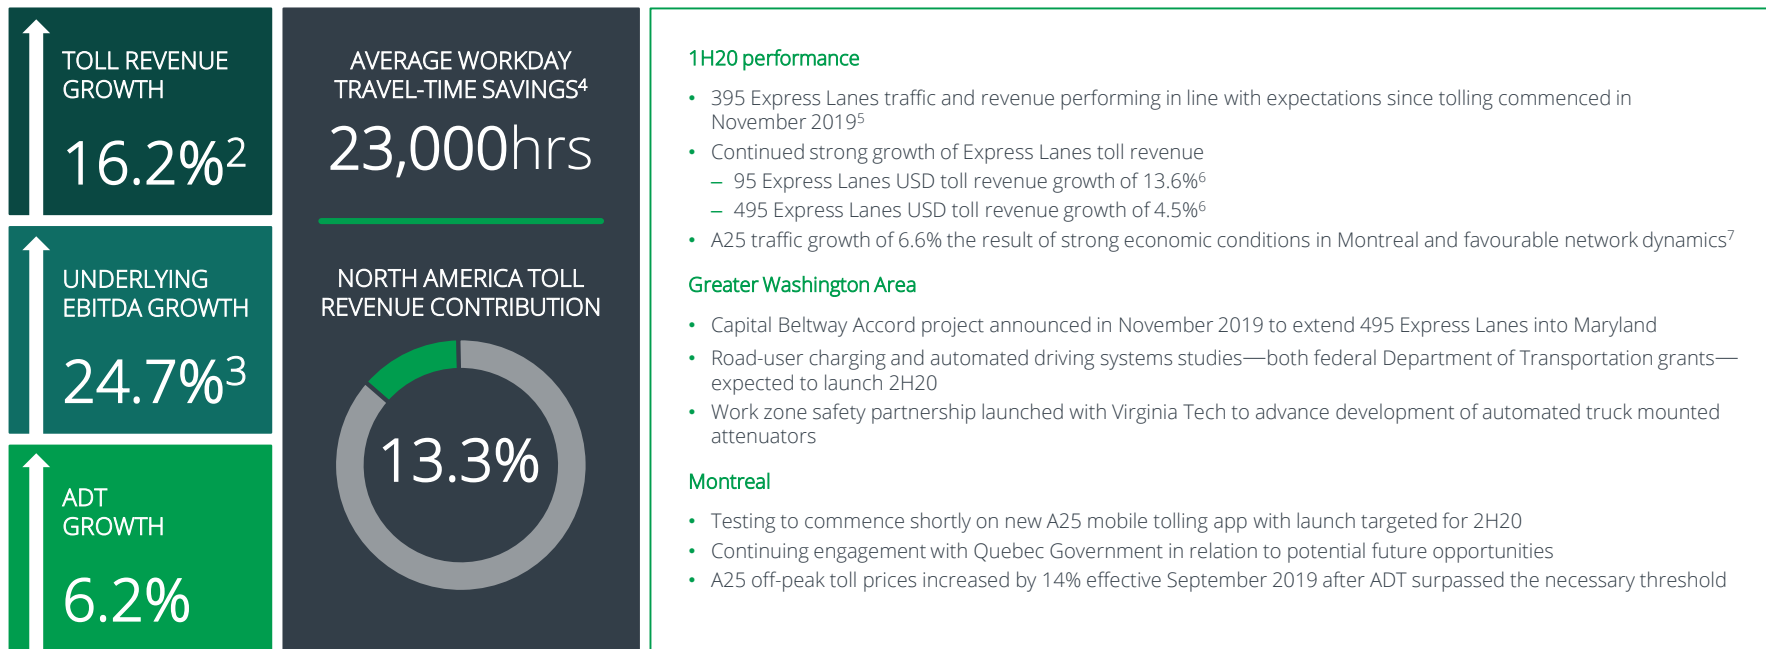 TOLL REVENUE
GROWTH
16.2%²
UNDERLYING
EBITDA GROWTH
24.7%³
ADT
GROWTH
6.2%
AVERAGE WORKDAY
TRAVEL-TIME SAVINGS⁴
23,000hrs
NORTH AMERICA TOLL
REVENUE CONTRIBUTION
13.3%
1H20 performance
• 395 Express Lanes traffic and revenue performing in line with expectations since tolling commenced in
November 2019⁵
• Continued strong growth of Express Lanes toll revenue
– 95 Express Lanes USD toll revenue growth of 13.6%⁶
– 495 Express Lanes USD toll revenue growth of 4.5%⁶
• A25 traffic growth of 6.6% the result of strong economic conditions in Montreal and favourable network dynamics⁷
Greater Washington Area
• Capital Beltway Accord project announced in November 2019 to extend 495 Express Lanes into Maryland
• Road-user charging and automated driving systems studies—both federal Department of Transportation grants—
expected to launch 2H20
• Work zone safety partnership launched with Virginia Tech to advance development of automated truck mounted
attenuators
Montreal
• Testing to commence shortly on new A25 mobile tolling app with launch targeted for 2H20
• Continuing engagement with Quebec Government in relation to potential future opportunities
• A25 off-peak toll prices increased by 14% effective September 2019 after ADT surpassed the necessary threshold